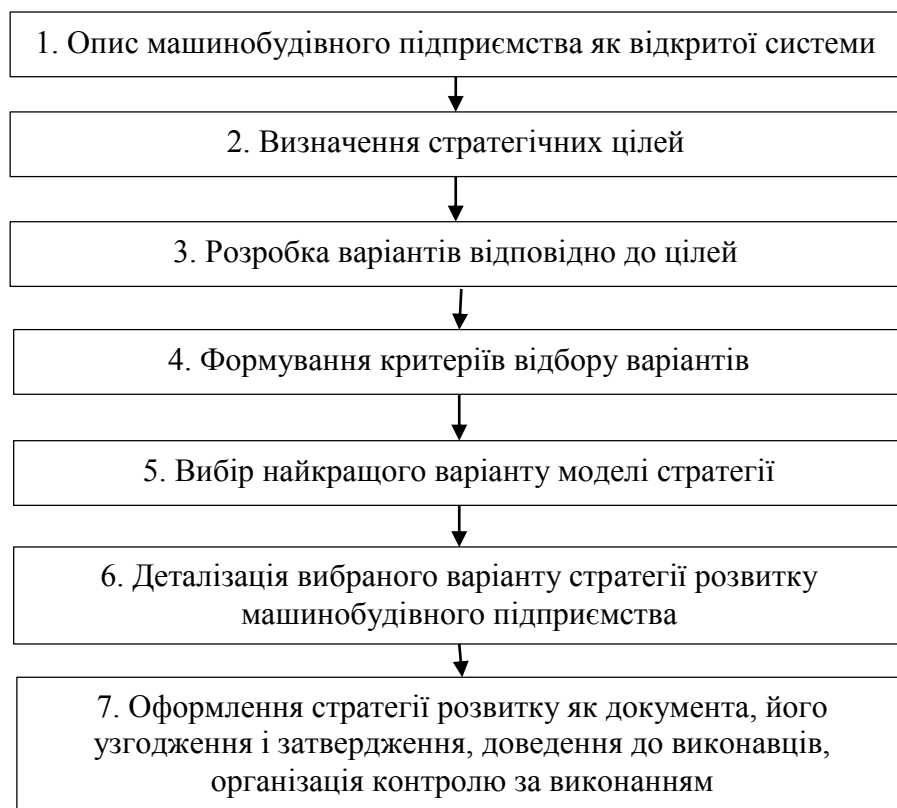 1. Опис машинобудівного підприємства як відкритої системи
2. Визначення стратегічних цілей
3. Розробка варіантів відповідно до цілей
4. Формування критеріїв відбору варіантів
5. Вибір найкращого варіанту моделі стратегії
6. Деталізація вибраного варіанту стратегії розвитку
машинобудівного підприємства
7. Оформлення стратегії розвитку як документа, його
узгодження і затвердження, доведення до виконавців,
організація контролю за виконанням